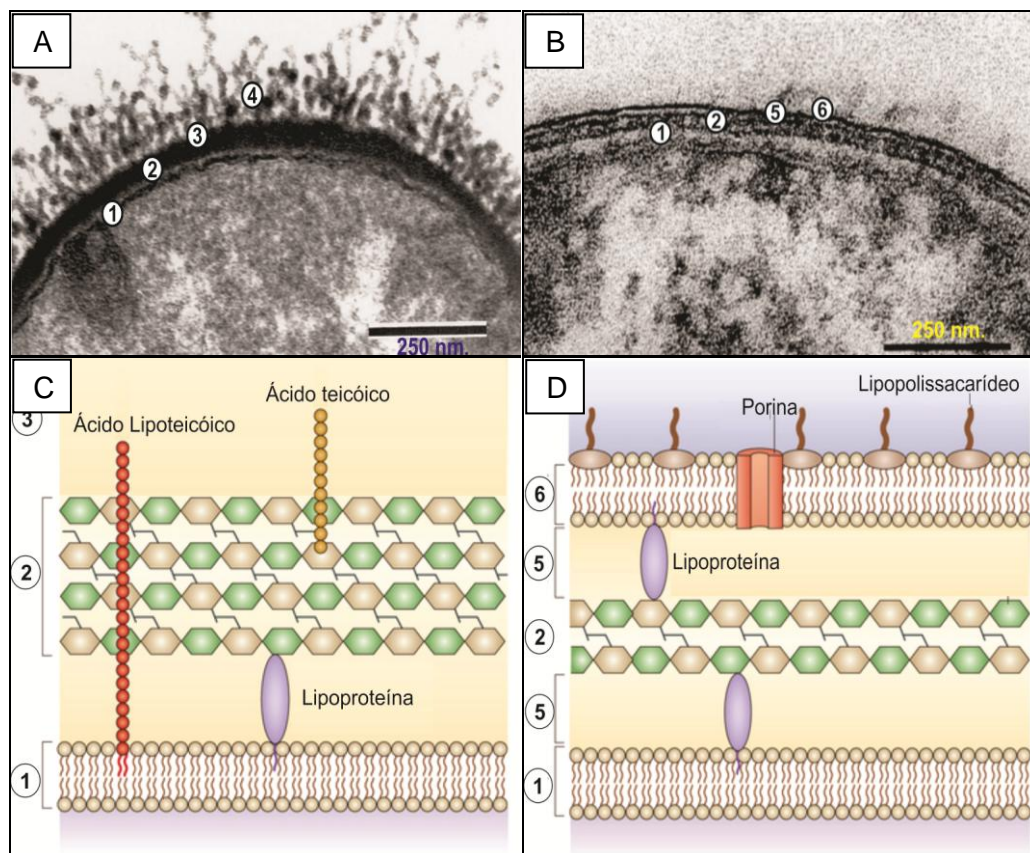 A
4
3
2
1
250 nm.
B
1
2
5
6
250 nm.
C
Ácido teicóico
Ácido Lipoteicóico
3
2
Lipoproteína
1
D
Lipopolissacarídeo
Porina
6
5
Lipoproteína
2
5
1